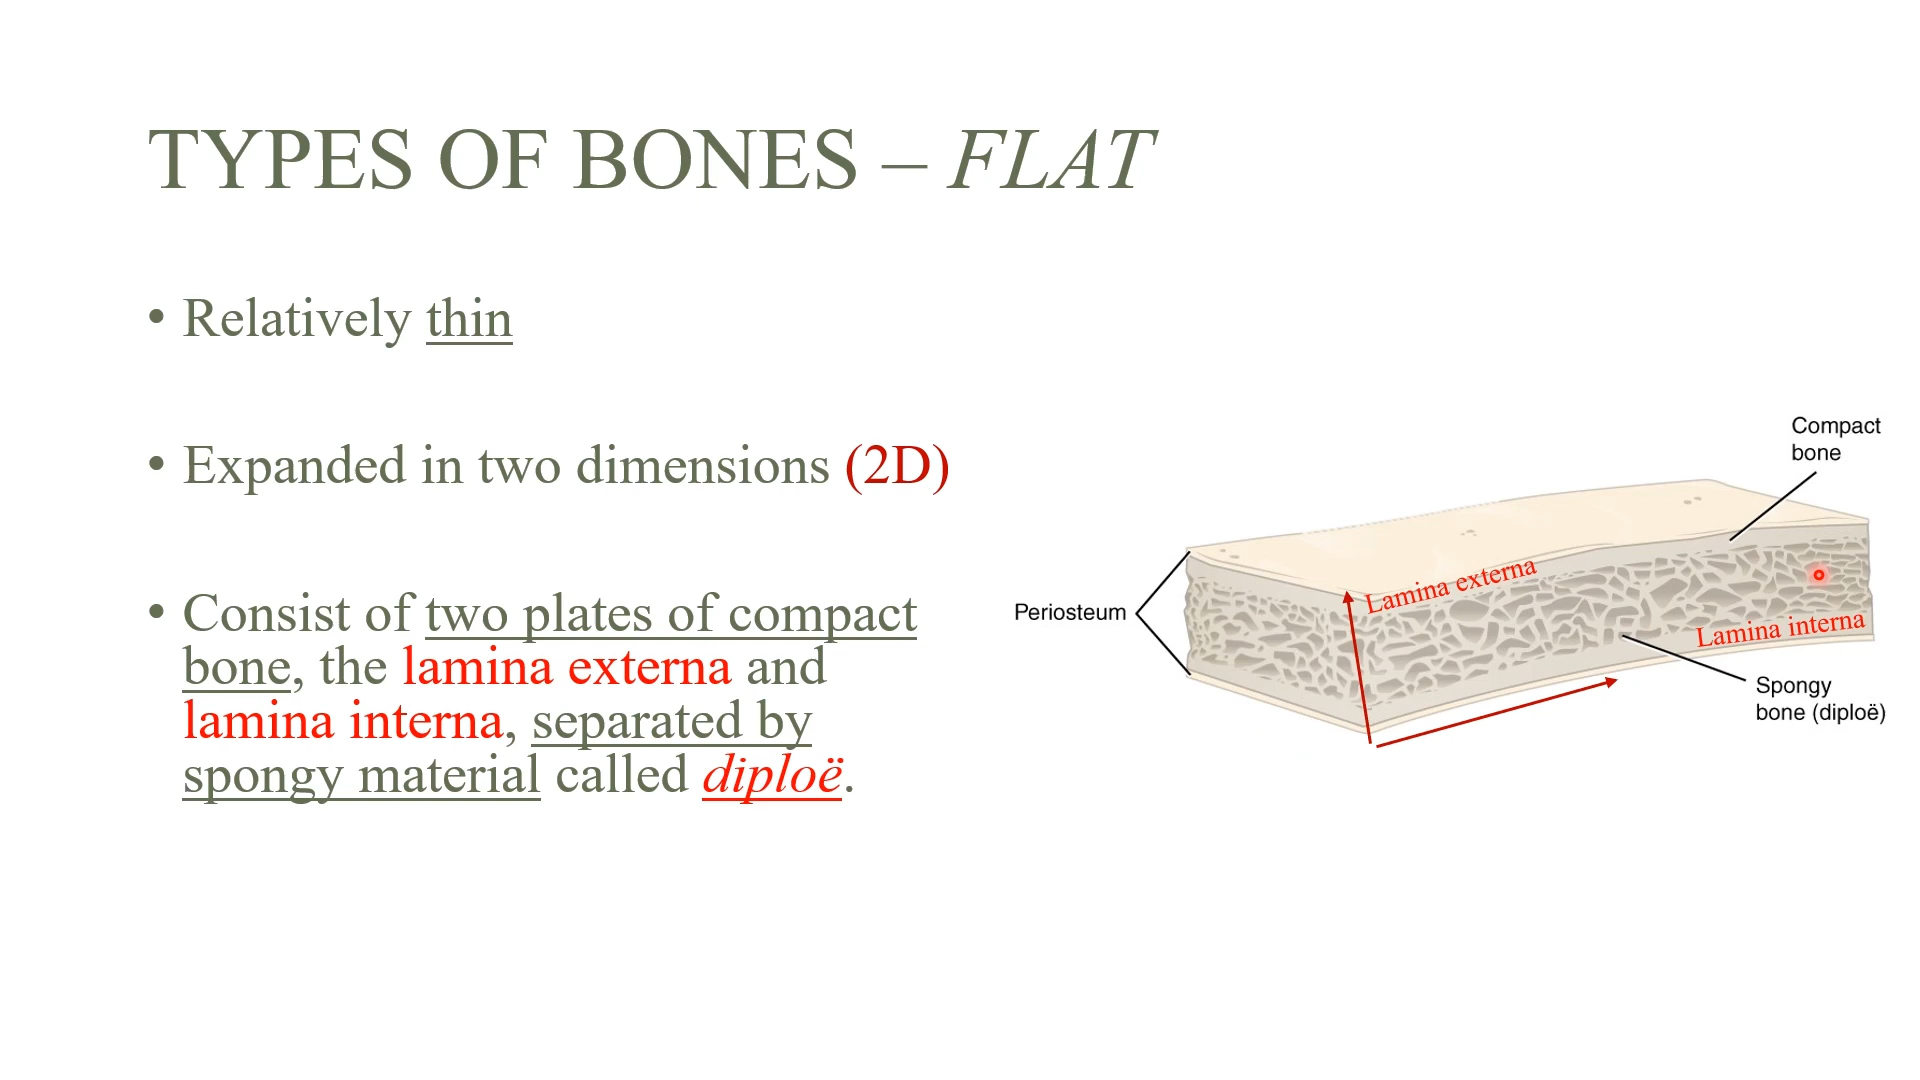 TYPES OF BONES – FLAT
• Relatively thin
• Expanded in two dimensions (2D)
• Consist of two plates of compact
bone, the lamina externa and
lamina interna, separated by
spongy material called diploë.
Compact
bone
Lamina externa
Periosteum
Lamina interna
Spongy
bone (diploë)